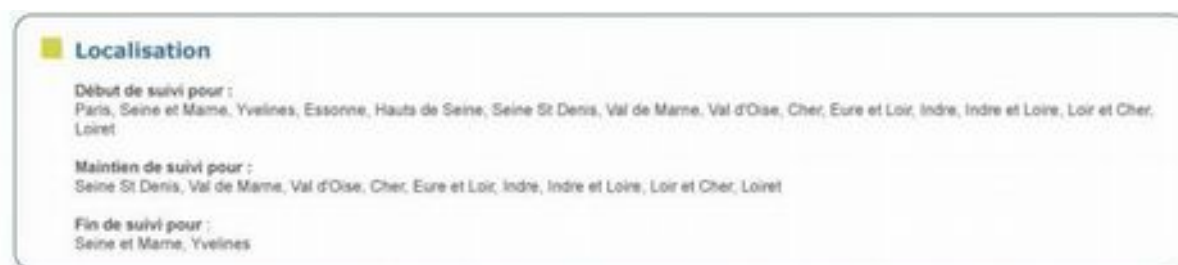 Localisation
Début de suivi pour :
Paris, Seine et Marne, Yvelines, Essonne, Hauts de Seine, Seine St Denis, Val de Marne, Val d'Oise, Cher, Eure et Loir, Indre, Indre et Loire, Loir et Cher,
Loiret
Maintien de suivi pour :
Seine St Denis, Val de Marne, Val d'Oise, Cher, Eure et Loir, Indre, Indre et Loire, Loir et Cher, Loiret
Fin de suivi pour :
Seine et Marne, Yvelines